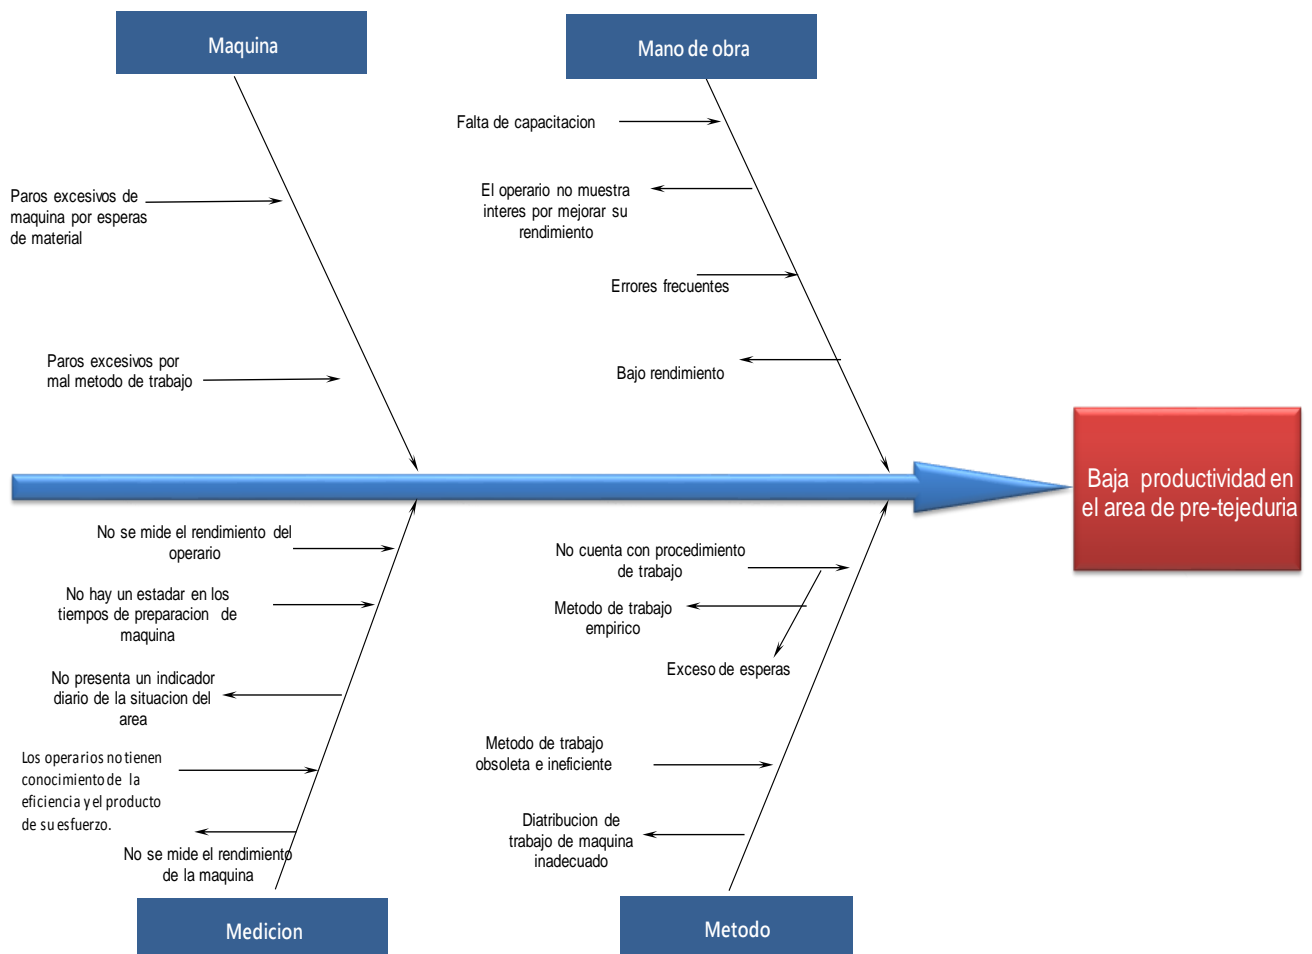 Maquina
Mano de obra
Falta de capacitacion
El operario no muestra
interes por mejorar su
rendimiento
Errores frecuentes
Bajo rendimiento
Paros excesivos de
maquina por esperas
de material
Paros excesivos por
mal metodo de trabajo
Baja productividad en
el area de pre-tejeduria
No se mide el rendimiento del
operario
No hay un estadar en los
tiempos de preparacion de
maquina
No presenta un indicador
diario de la situacion del
area
Los operarios no tienen
conocimiento de la
eficiencia y el producto
de su esfuerzo.
No se mide el rendimiento
de la maquina
No cuenta con procedimiento
de trabajo
Metodo de trabajo
empirico
Exceso de esperas
Metodo de trabajo
obsoleta e ineficiente
Diatribucion de
trabajo de maquina
inadecuado
Medicion
Metodo